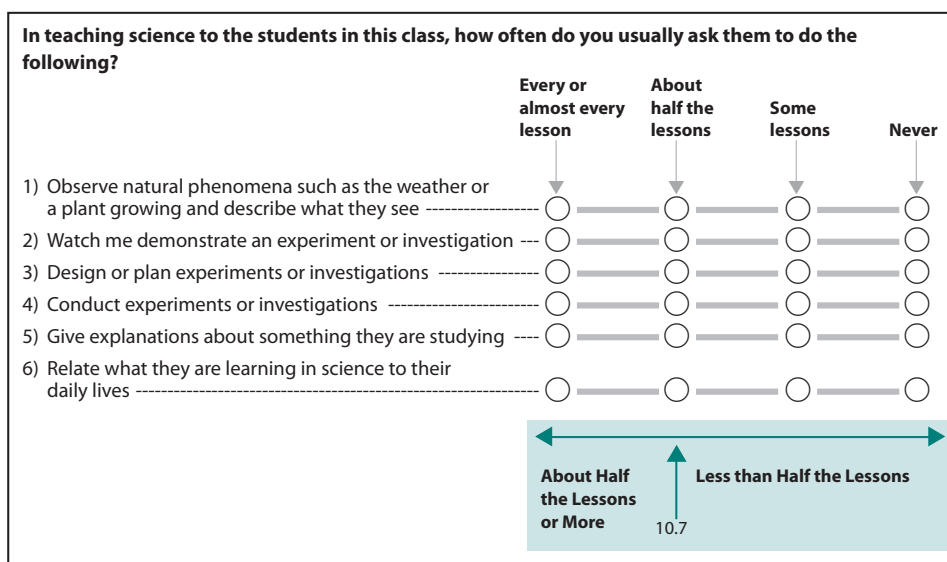 In teaching science to the students in this class, how often do you usually ask them to do the
following?
Every or
almost every
lesson
About
half the
lessons
Some
lessons
Never
1) Observe natural phenomena such as the weather or
a plant growing and describe what they see -----------------
2) Watch me demonstrate an experiment or investigation ---
3) Design or plan experiments or investigations ---------------
4) Conduct experiments or investigations ----------------------
5) Give explanations about something they are studying ----
6) Relate what they are learning in science to their
daily lives ------------------------------------------------------------
About Half
the Lessons
or More
Less than Half the Lessons
10.7